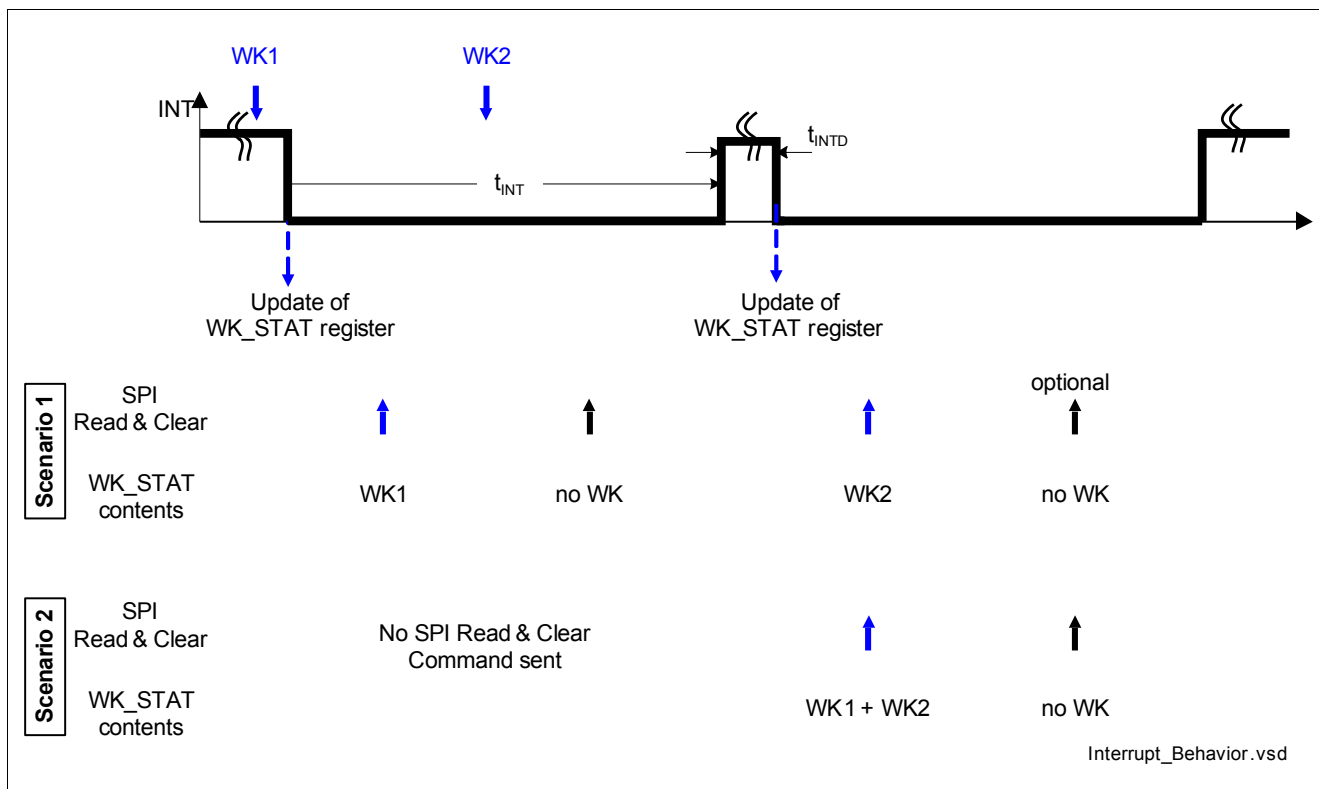 WK1 WK2
INT
tINTD
tINT
Update of
WK_STAT register
Update of
WK_STAT register
Scenario 1
SPI
Read & Clear
optional
WK_STAT
contents
WK1 no WK WK2 no WK
Scenario 2
SPI
Read & Clear
No SPI Read & Clear
Command sent
WK_STAT
contents
WK1 + WK2 no WK
Interrupt_Behavior.vsd